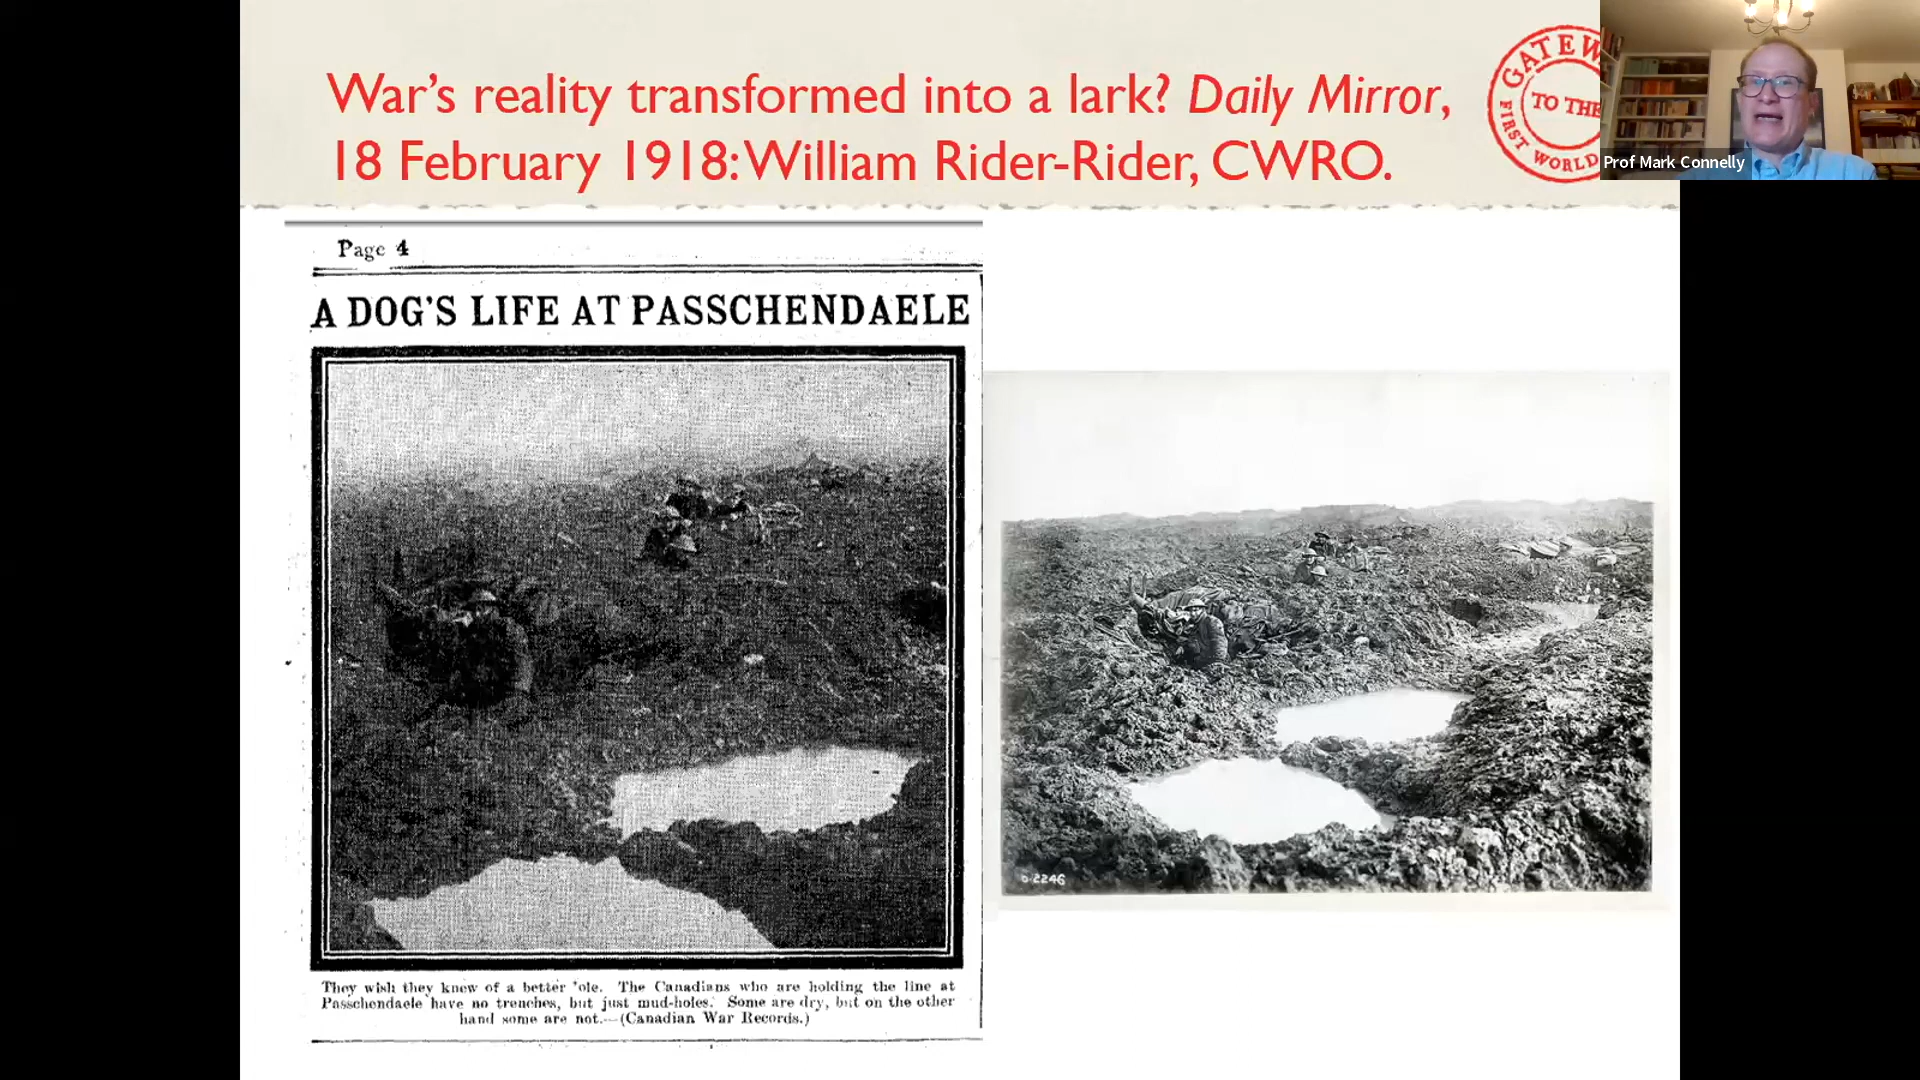 War's reality transformed into a lark? Daily Mirror,
18 February 1918: William Rider-Rider, CWRO.
GATEW
TO THE
FIRST WORLD
Prof Mark Connelly
Page 4
A DOG'S LIFE AT PASSCHENDAELE
They wish they knew of a better 'ole. The Canadians who are holding the line at
Passchendaele have no trenches, but just mud-holes. Some are dry, but on the other
hand some are not.—(Canadian War Records.)
O-2246